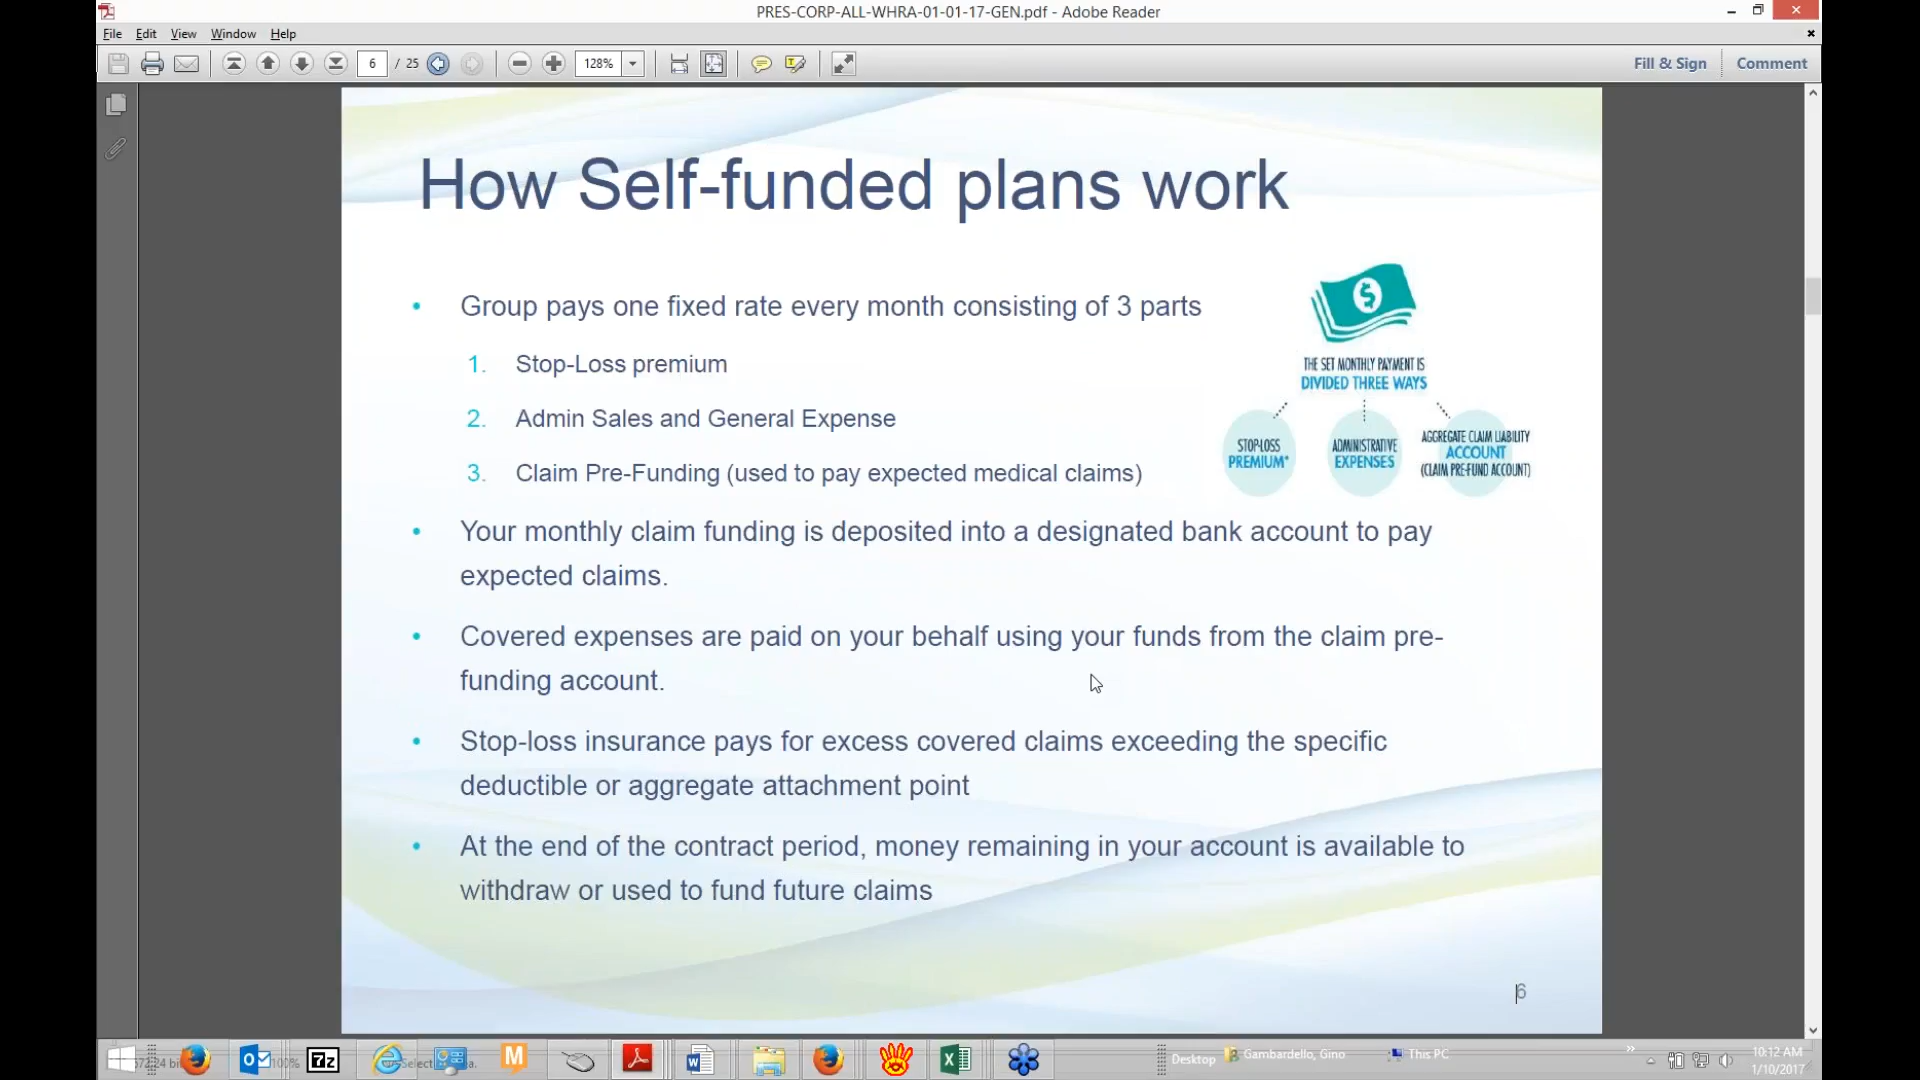 PRES-CORP-ALL-WHRA-01-01-17-GEN.pdf - Adobe Reader
File Edit View Window Help
6 / 25 128% Fill & Sign Comment
How Self-funded plans work
• Group pays one fixed rate every month consisting of 3 parts
1. Stop-Loss premium
2. Admin Sales and General Expense
3. Claim Pre-Funding (used to pay expected medical claims)
THE SET MONTHLY PAYMENT IS
DIVIDED THREE WAYS
STOP-LOSS
PREMIUM*
ADMINISTRATIVE
EXPENSES
AGGREGATE CLAIM LIABILITY
ACCOUNT
(CLAIM PRE-FUND ACCOUNT)
• Your monthly claim funding is deposited into a designated bank account to pay
expected claims.
• Covered expenses are paid on your behalf using your funds from the claim pre-
funding account.
• Stop-loss insurance pays for excess covered claims exceeding the specific
deductible or aggregate attachment point
• At the end of the contract period, money remaining in your account is available to
withdraw or used to fund future claims
6
Desktop Gambardello, Gino This PC
10:12 AM
1/10/2017